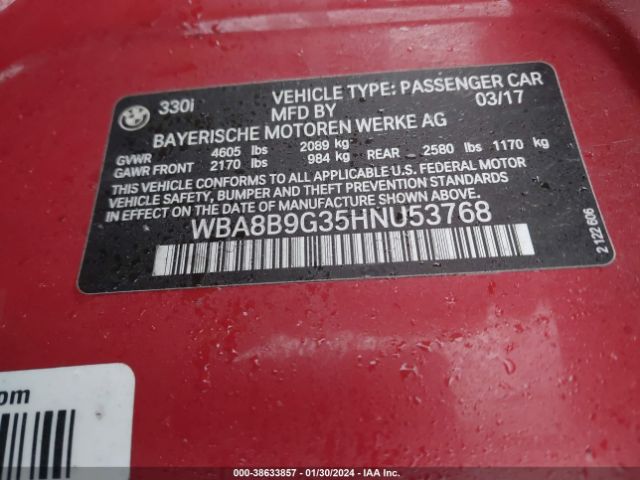 330i
VEHICLE TYPE: PASSENGER CAR
MFD BY 03/17
BAYERISCHE MOTOREN WERKE AG
GVWR 4605 lbs 2089 kg
GAWR FRONT 2170 lbs 984 kg REAR 2580 lbs 1170 kg
THIS VEHICLE CONFORMS TO ALL APPLICABLE U.S. FEDERAL MOTOR
VEHICLE SAFETY, BUMPER AND THEFT PREVENTION STANDARDS
IN EFFECT ON THE DATE OF MANUFACTURE SHOWN ABOVE.
WBA8B9G35HNU53768
2 122 606
om
000-38633857 - 01/30/2024 - IAA Inc.